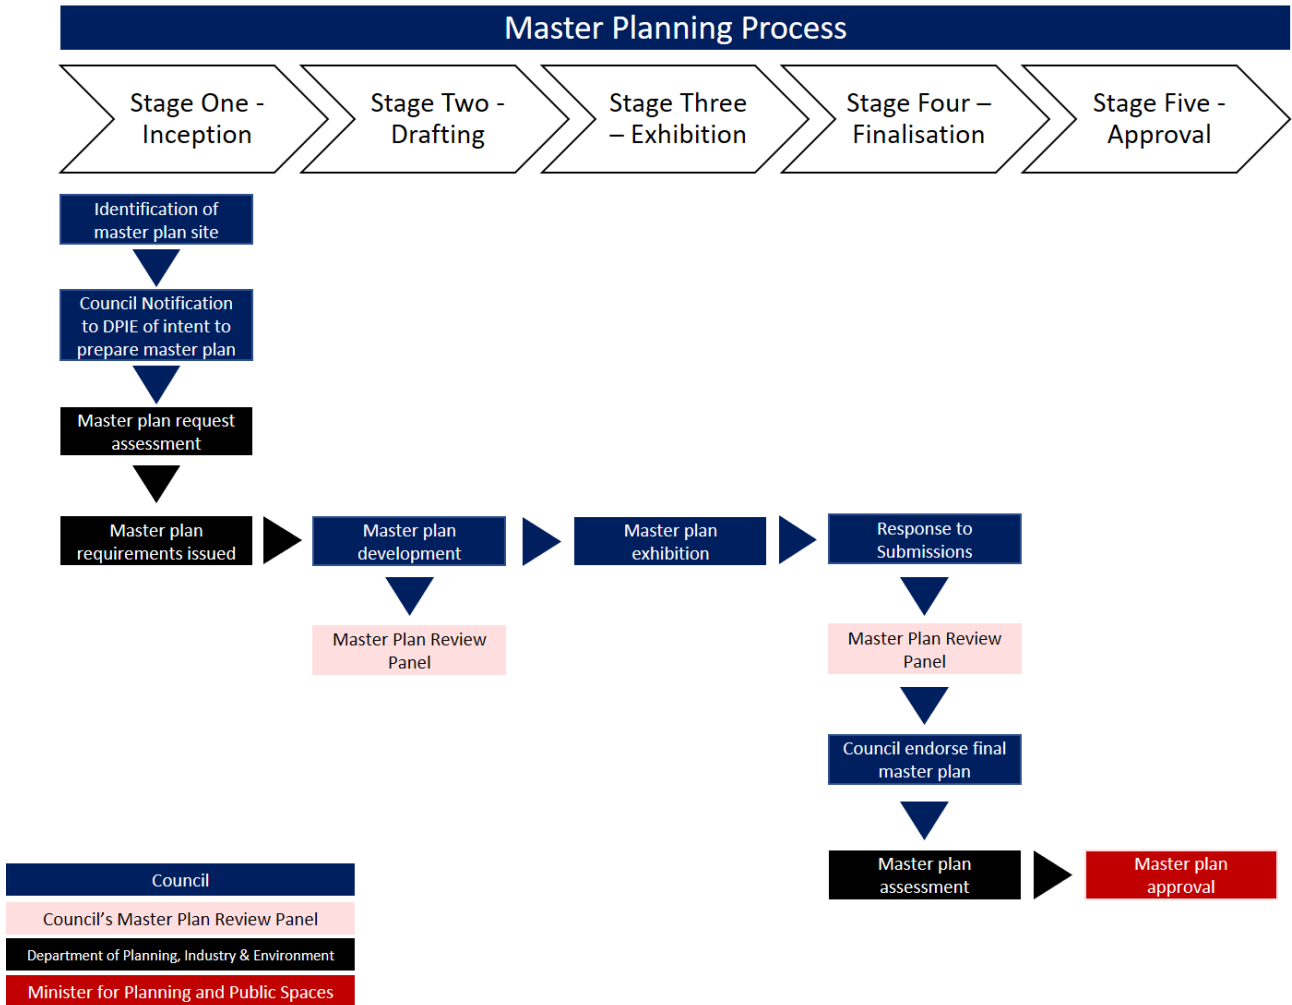 Master Planning Process
Stage One -
Inception
Stage Two -
Drafting
Stage Three
– Exhibition
Stage Four –
Finalisation
Stage Five -
Approval
Identification of
master plan site
Council Notification
to DPIE of intent to
prepare master plan
Master plan request
assessment
Master plan
requirements issued
Master plan
development
Master Plan Review
Panel
Master plan
exhibition
Response to
Submissions
Master Plan Review
Panel
Council endorse final
master plan
Master plan
assessment
Master plan
approval
Council
Council’s Master Plan Review Panel
Department of Planning, Industry & Environment
Minister for Planning and Public Spaces